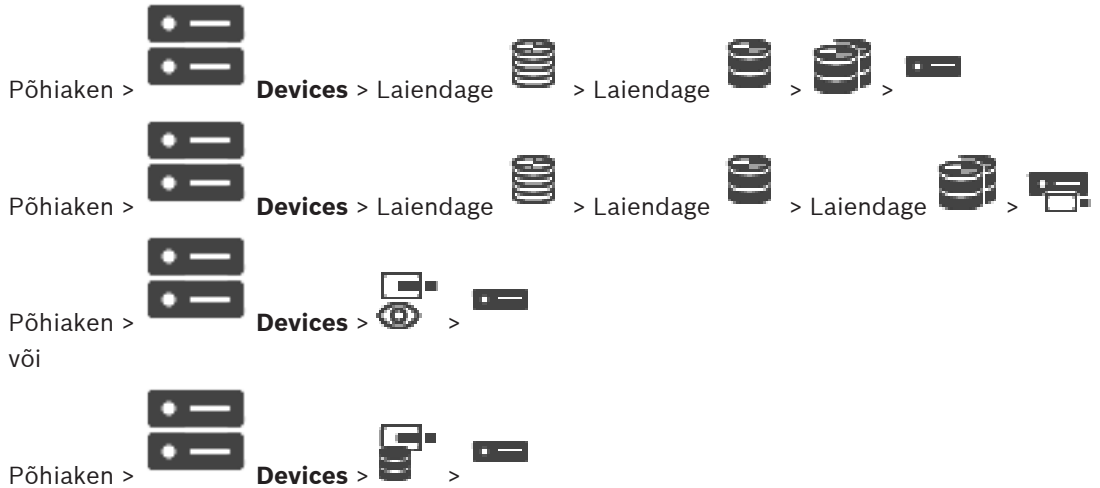 Põhiaken > Devices > Laiendage > Laiendage > >
Põhiaken > Devices > Laiendage > Laiendage > Laiendage >
Põhiaken > Devices > >
või
Põhiaken > Devices > >